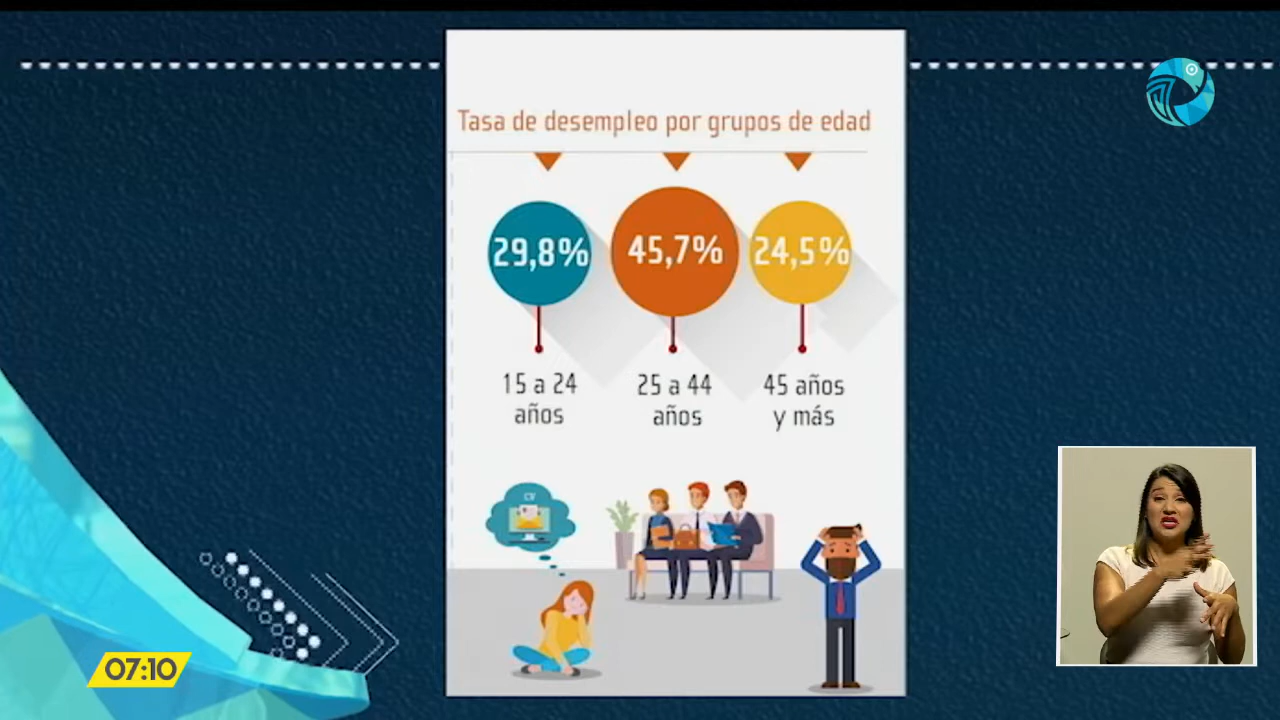 Tasa de desempleo por grupos de edad
29,8% 45,7% 24,5%
15 a 24 años
25 a 44 años
45 años y más
CV
07:10